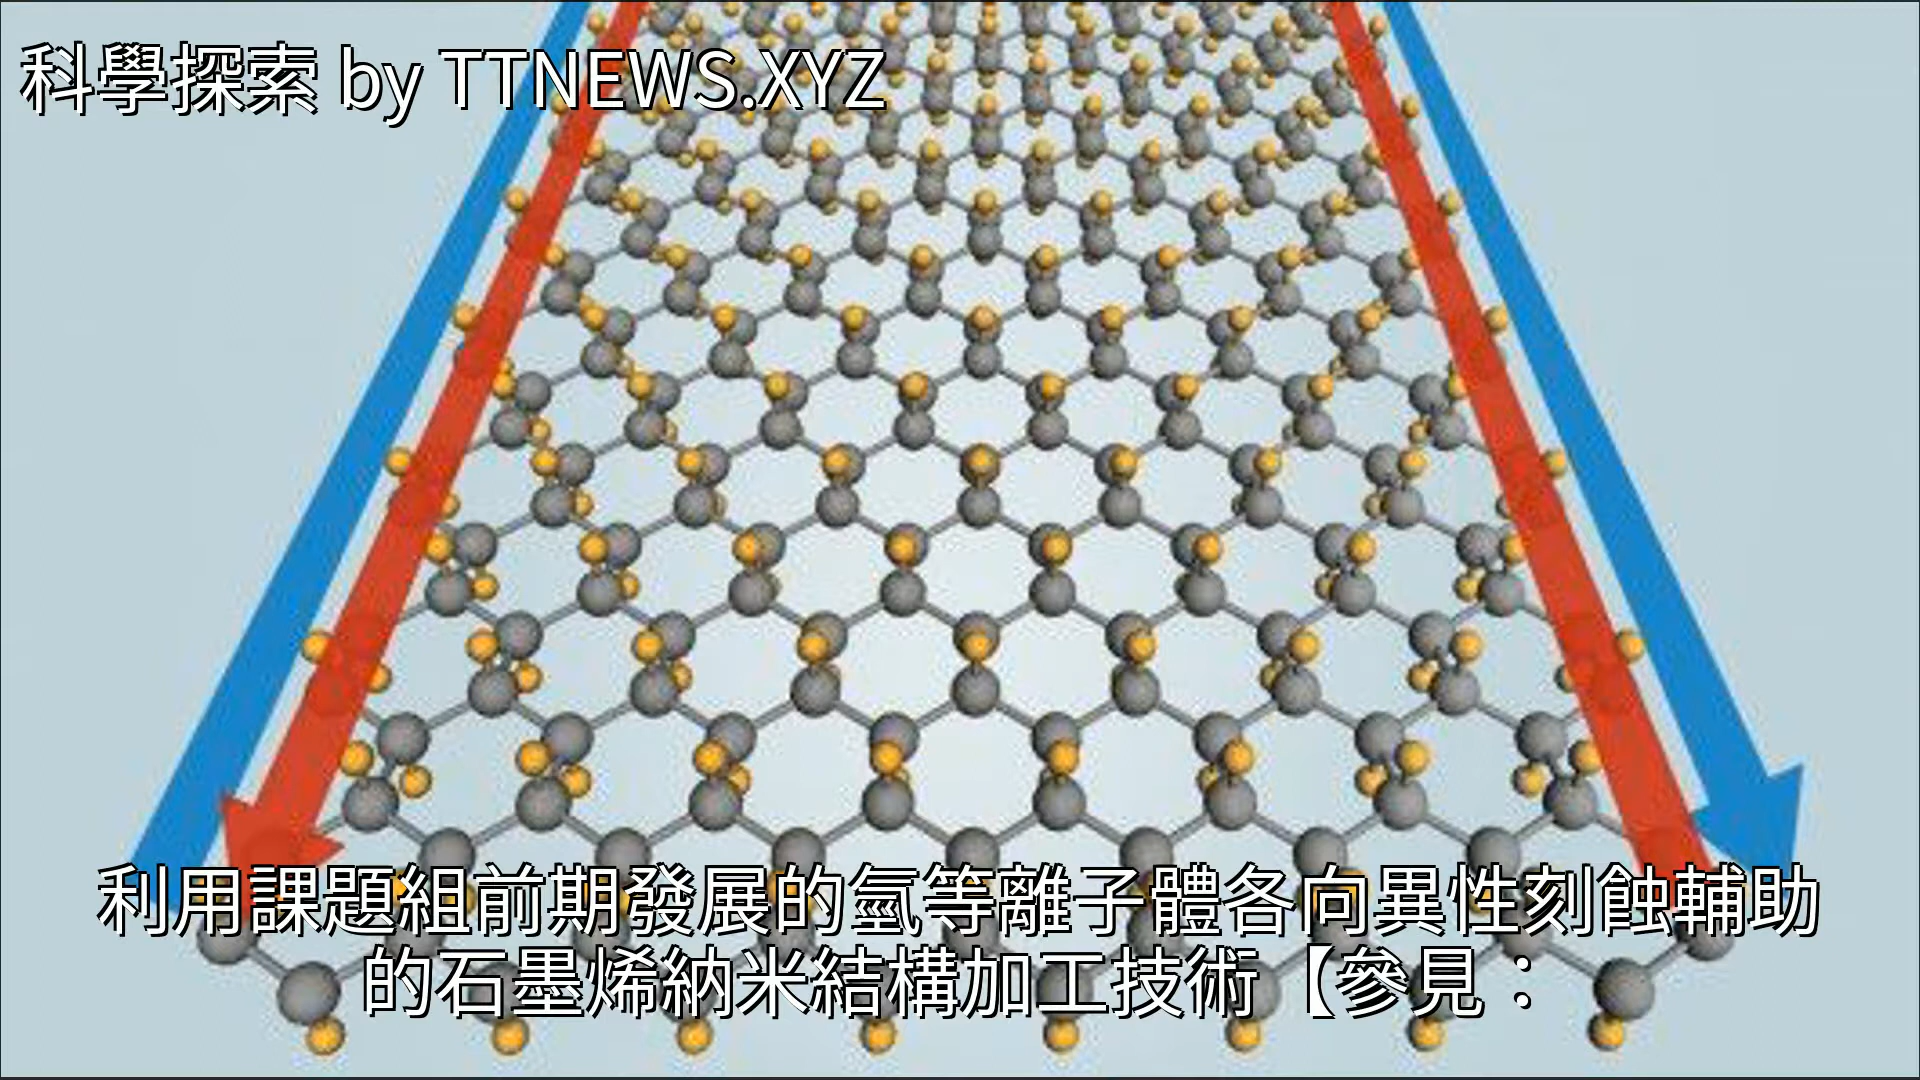 科學探索 by TTNEWS.XYZ
利用課題組前期發展的氫等離子體各向異性刻蝕輔助
的石墨烯納米結構加工技術【參見：